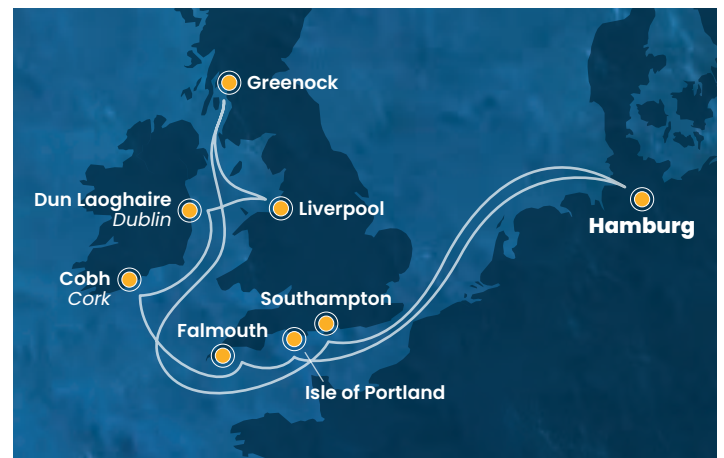 Greenock
Dun Laoghaire
Dublin
Liverpool
Hamburg
Cobh
Cork
Southampton
Falmouth
Isle of Portland